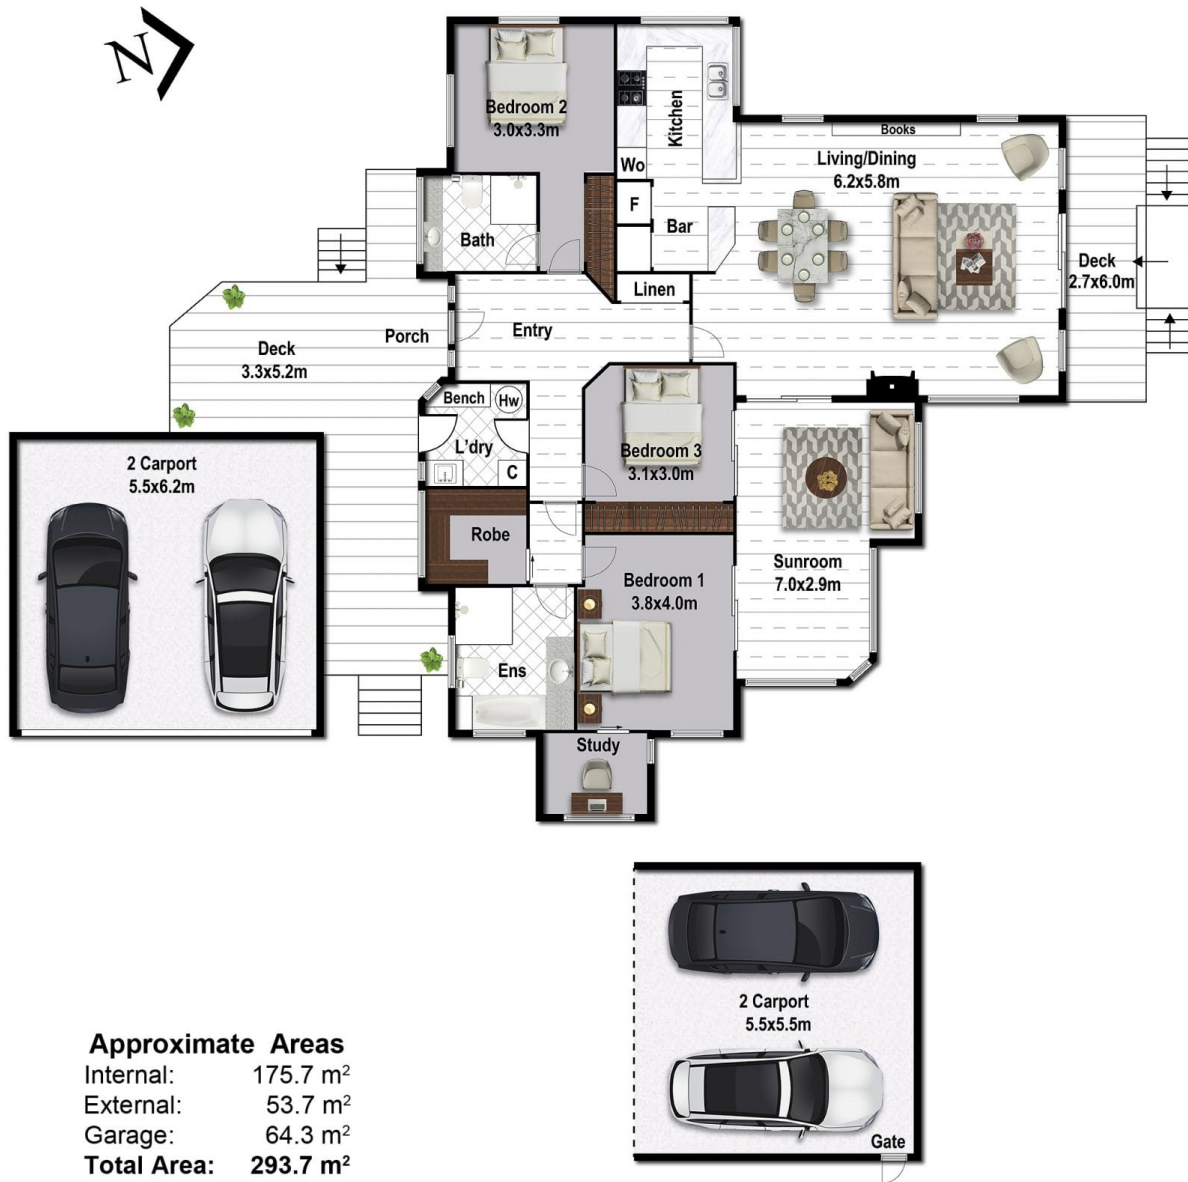 N
Bedroom 2
3.0x3.3m
Kitchen
Books
Living/Dining
6.2x5.8m
Wo
F
Bath
Bar
Deck
2.7x6.0m
Linen
Porch
Entry
Deck
3.3x5.2m
Bench
Hw
L'dry
C
Bedroom 3
3.1x3.0m
2 Carport
5.5x6.2m
Robe
Sunroom
7.0x2.9m
Bedroom 1
3.8x4.0m
Ens
Study
2 Carport
5.5x5.5m
Gate
Approximate Areas
Internal: 175.7 m²
External: 53.7 m²
Garage: 64.3 m²
Total Area: 293.7 m²